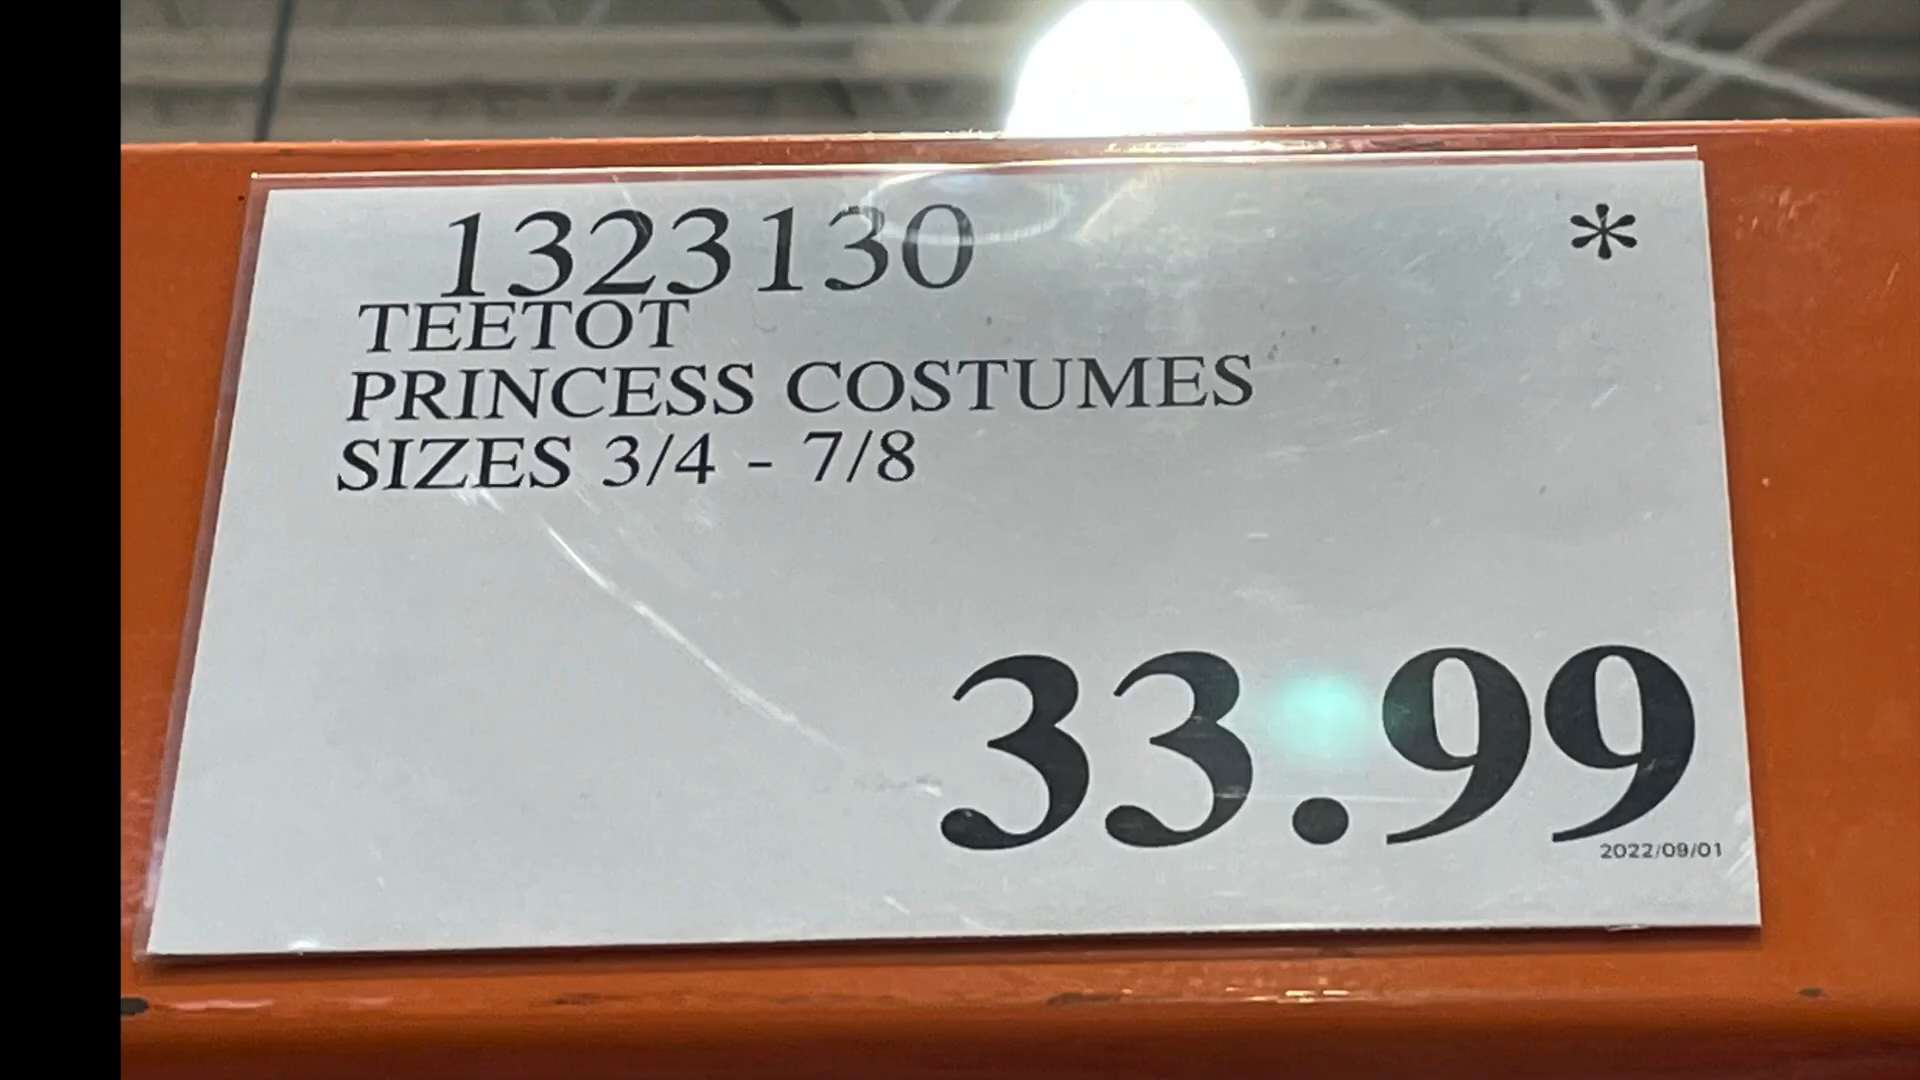 1323130 *
TEETOT
PRINCESS COSTUMES
SIZES 3/4 - 7/8
33.99
2022/09/01